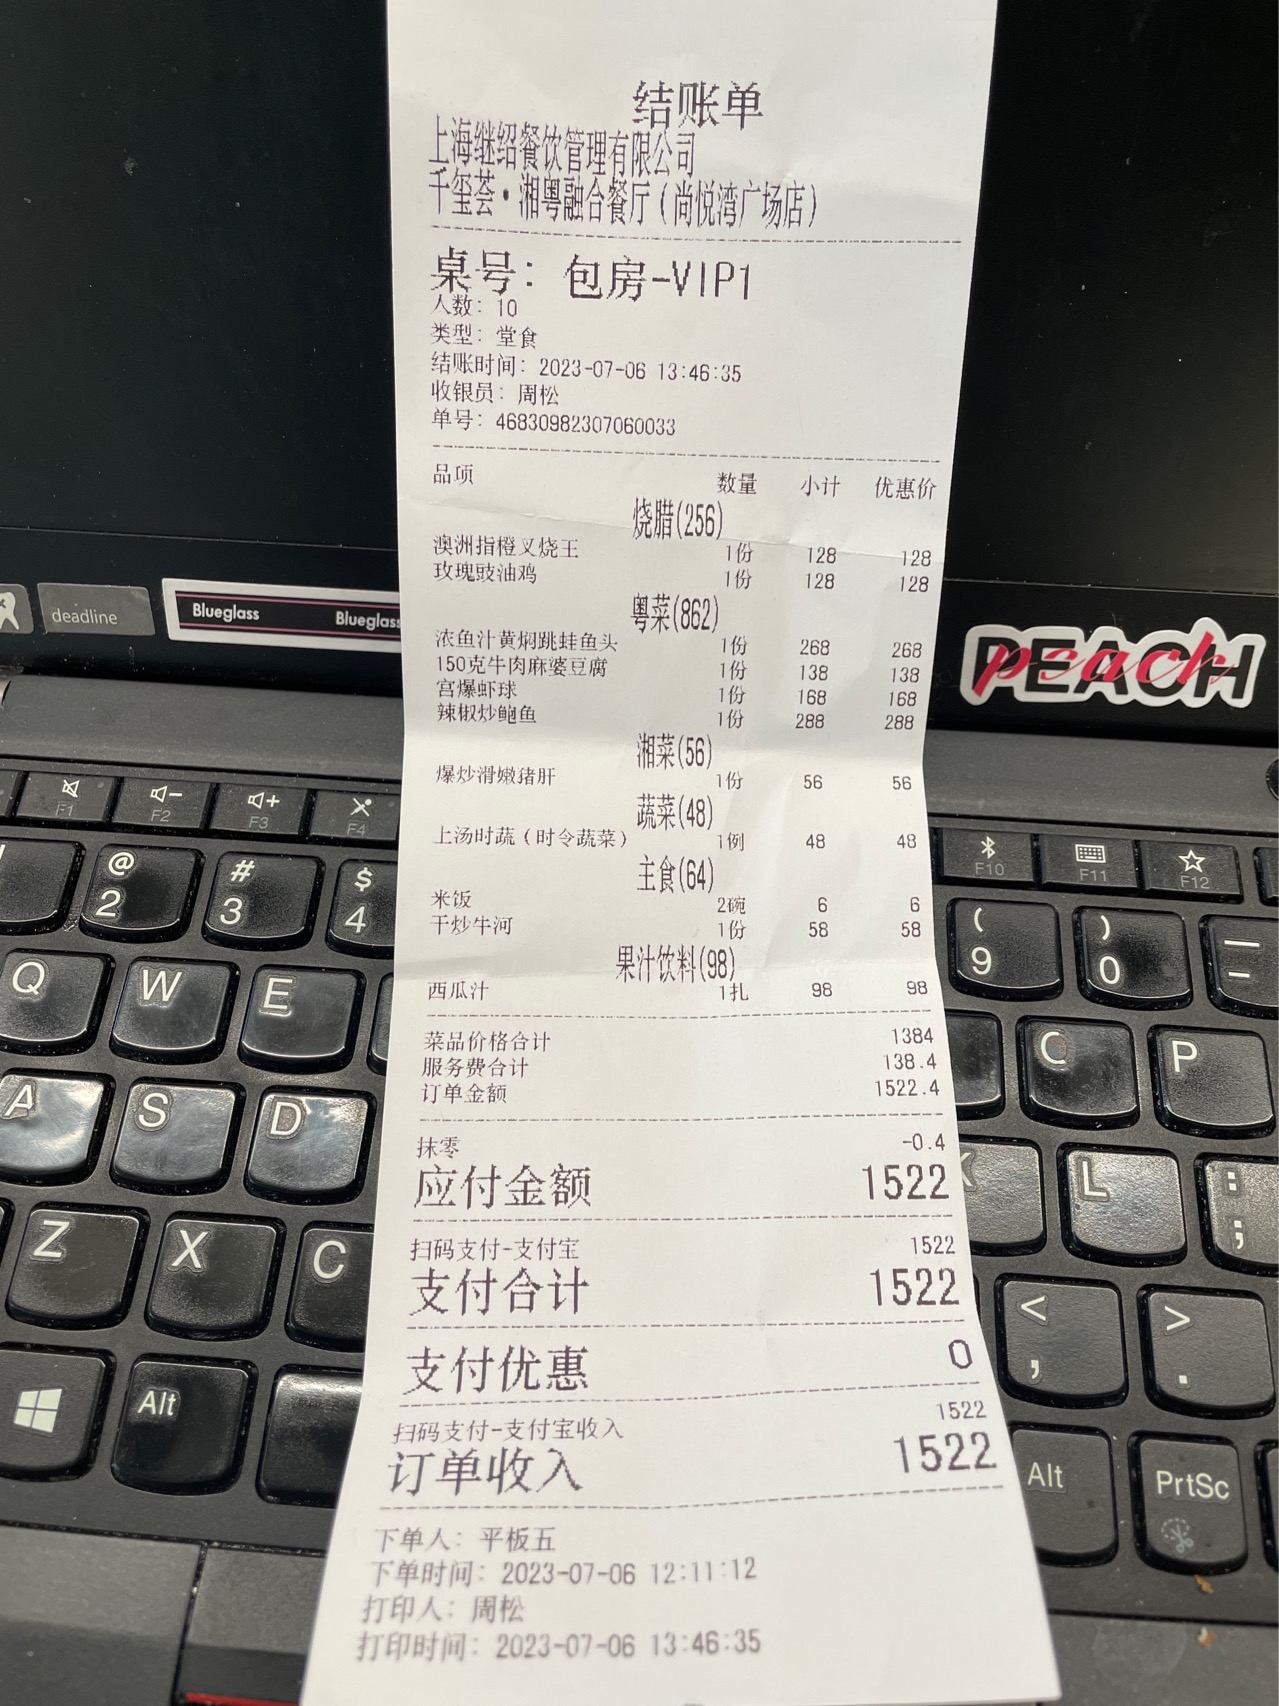 结账单
上海继绍餐饮管理有限公司
千玺荟·湘粤融合餐厅(尚悦湾广场店)
桌号: 包房-VIP1
人数: 10
类型: 堂食
结账时间: 2023-07-06 13:46:35
收银员: 周松
单号: 46830982307060033
品项 数量 小计 优惠价
烧腊(256)
澳洲指橙叉烧王 1份 128 128
玫瑰豉油鸡 1份 128 128
粤菜(862)
浓鱼汁黄焖跳蛙鱼头 1份 268 268
150克牛肉麻婆豆腐 1份 138 138
宫爆虾球 1份 168 168
辣椒炒鲍鱼 1份 288 288
湘菜(56)
爆炒滑嫩猪肝 1份 56 56
蔬菜(48)
上汤时蔬(时令蔬菜) 1例 48 48
主食(64)
米饭 2碗 6 6
干炒牛河 1份 58 58
果汁饮料(98)
西瓜汁 1扎 98 98
菜品价格合计 1384
服务费合计 138.4
订单金额 1522.4
抹零 -0.4
应付金额 1522
扫码支付-支付宝 1522
支付合计 1522
支付优惠 0
扫码支付-支付宝收入 1522
订单收入 1522
下单人: 平板五
下单时间: 2023-07-06 12:11:12
打印人: 周松
打印时间: 2023-07-06 13:46:35
deadline
Blueglass Blueglass
PEACH
peach
F1 F2 F3 F4
@ # $
2 3 4
Q W E
A S D
Z X C
Alt
F10 F11 F12
( ) —
9 0 -
P
L : ;
< , > .
Alt PrtSc